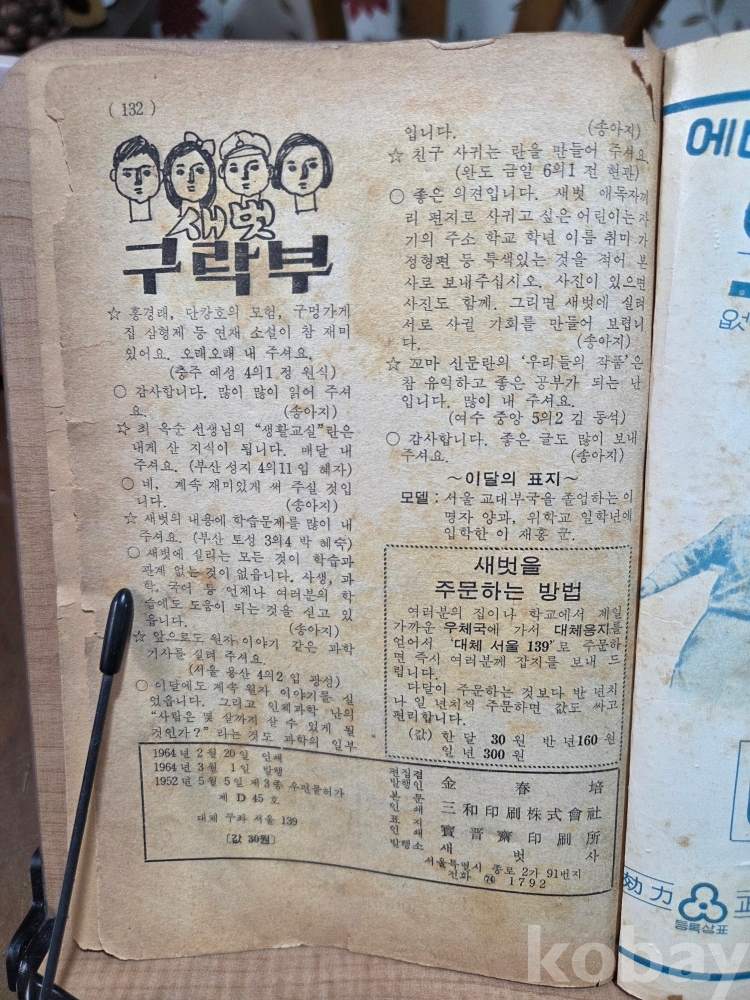 (132)
새벗
구락부
☆ 홍경래, 단강호의 모험, 구멍가게
집 삼형제 등 연재 소설이 참 재미
있어요. 오래오래 내 주셔요.
(충주 예성 4의1 정 원식)
○ 감사합니다. 많이 많이 읽어 주셔
요. (송아지)
☆ 최 옥순 선생님의 “생활교실”란은
내게 산 지식이 됩니다. 매달 내
주셔요. (부산 성지 4의11 임 혜자)
○ 네, 계속 재미있게 써 주실 것입
니다. (송아지)
☆ 새벗의 내용에 학습문제를 많이 내
주셔요. (부산 토성 3의4 박 혜숙)
○ 새벗에 실리는 모든 것이 학습과
관계 없는 것이 없읍니다. 사생, 과
학, 국어 등 언제나 여러분의 학
습에도 도움이 되는 것을 싣고 있
읍니다. (송아지)
☆ 앞으로도 원자 이야기 같은 과학
기사를 실려 주셔요.
(서울 용산 4의2 입 광성)
○ 이달에도 계속 원자 이야기를 실
었읍니다. 그리고 인체과학 난의
“사람은 몇 살까지 살 수 있게 될
것인가?” 라는 것도 과학의 일부
입니다. (송아지)
☆ 친구 사귀는 란을 만들어 주셔요.
(완도 금일 6의1 전 현관)
○ 좋은 의견입니다. 새벗 애독자끼
리 편지로 사귀고 싶은 어린이는 자
기의 주소 학교 학년 이름 취미 가
정형편 등 특색있는 것을 적어 본
사로 보내주십시오. 사진이 있으면
사진도 함께. 그리면 새벗에 실려
서로 사귈 기회를 만들어 보렵니
다. (송아지)
☆ 꼬마 신문란의 ‘우리들의 작품’은
참 유익하고 좋은 공부가 되는 난
입니다. 많이 내 주셔요.
(여수 중앙 5의2 김 동석)
○ 감사합니다. 좋은 글도 많이 보내
주셔요. (송아지)
～이달의 표지～
모델 : 서울 교대부국을 졸업하는 이
명자 양과, 위학교 일학년에
입학한 이 재홍 군.
새벗을
주문하는 방법
여러분의 집이나 학교에서 제일
가까운 우체국에 가서 대체용지를
얻어서 ‘대체 서울 139’로 주문하
면 즉시 여러분께 잡지를 보내 드
립니다.
다달이 주문하는 것보다 반 년치
나 일 년치씩 주문하면 값도 싸고
편리합니다.
(값) 한 달 30원 반 년160원
일 년 300원
1964년 2월 20일 인쇄
1964년 3월 1일 발행
1952년 5월 5일 제3종 우편물허가
제 D 45 호
대체 구좌 서울 139
[값 30원]
편집겸
발행인 金春培
본문
인쇄 三和印刷株式會社
표지
인쇄 寶晋齋印刷所
발행소 새벗사
서울특별시 종로 2가 91번지
전화 ㉔ 1792
효力
등록상표
kobay